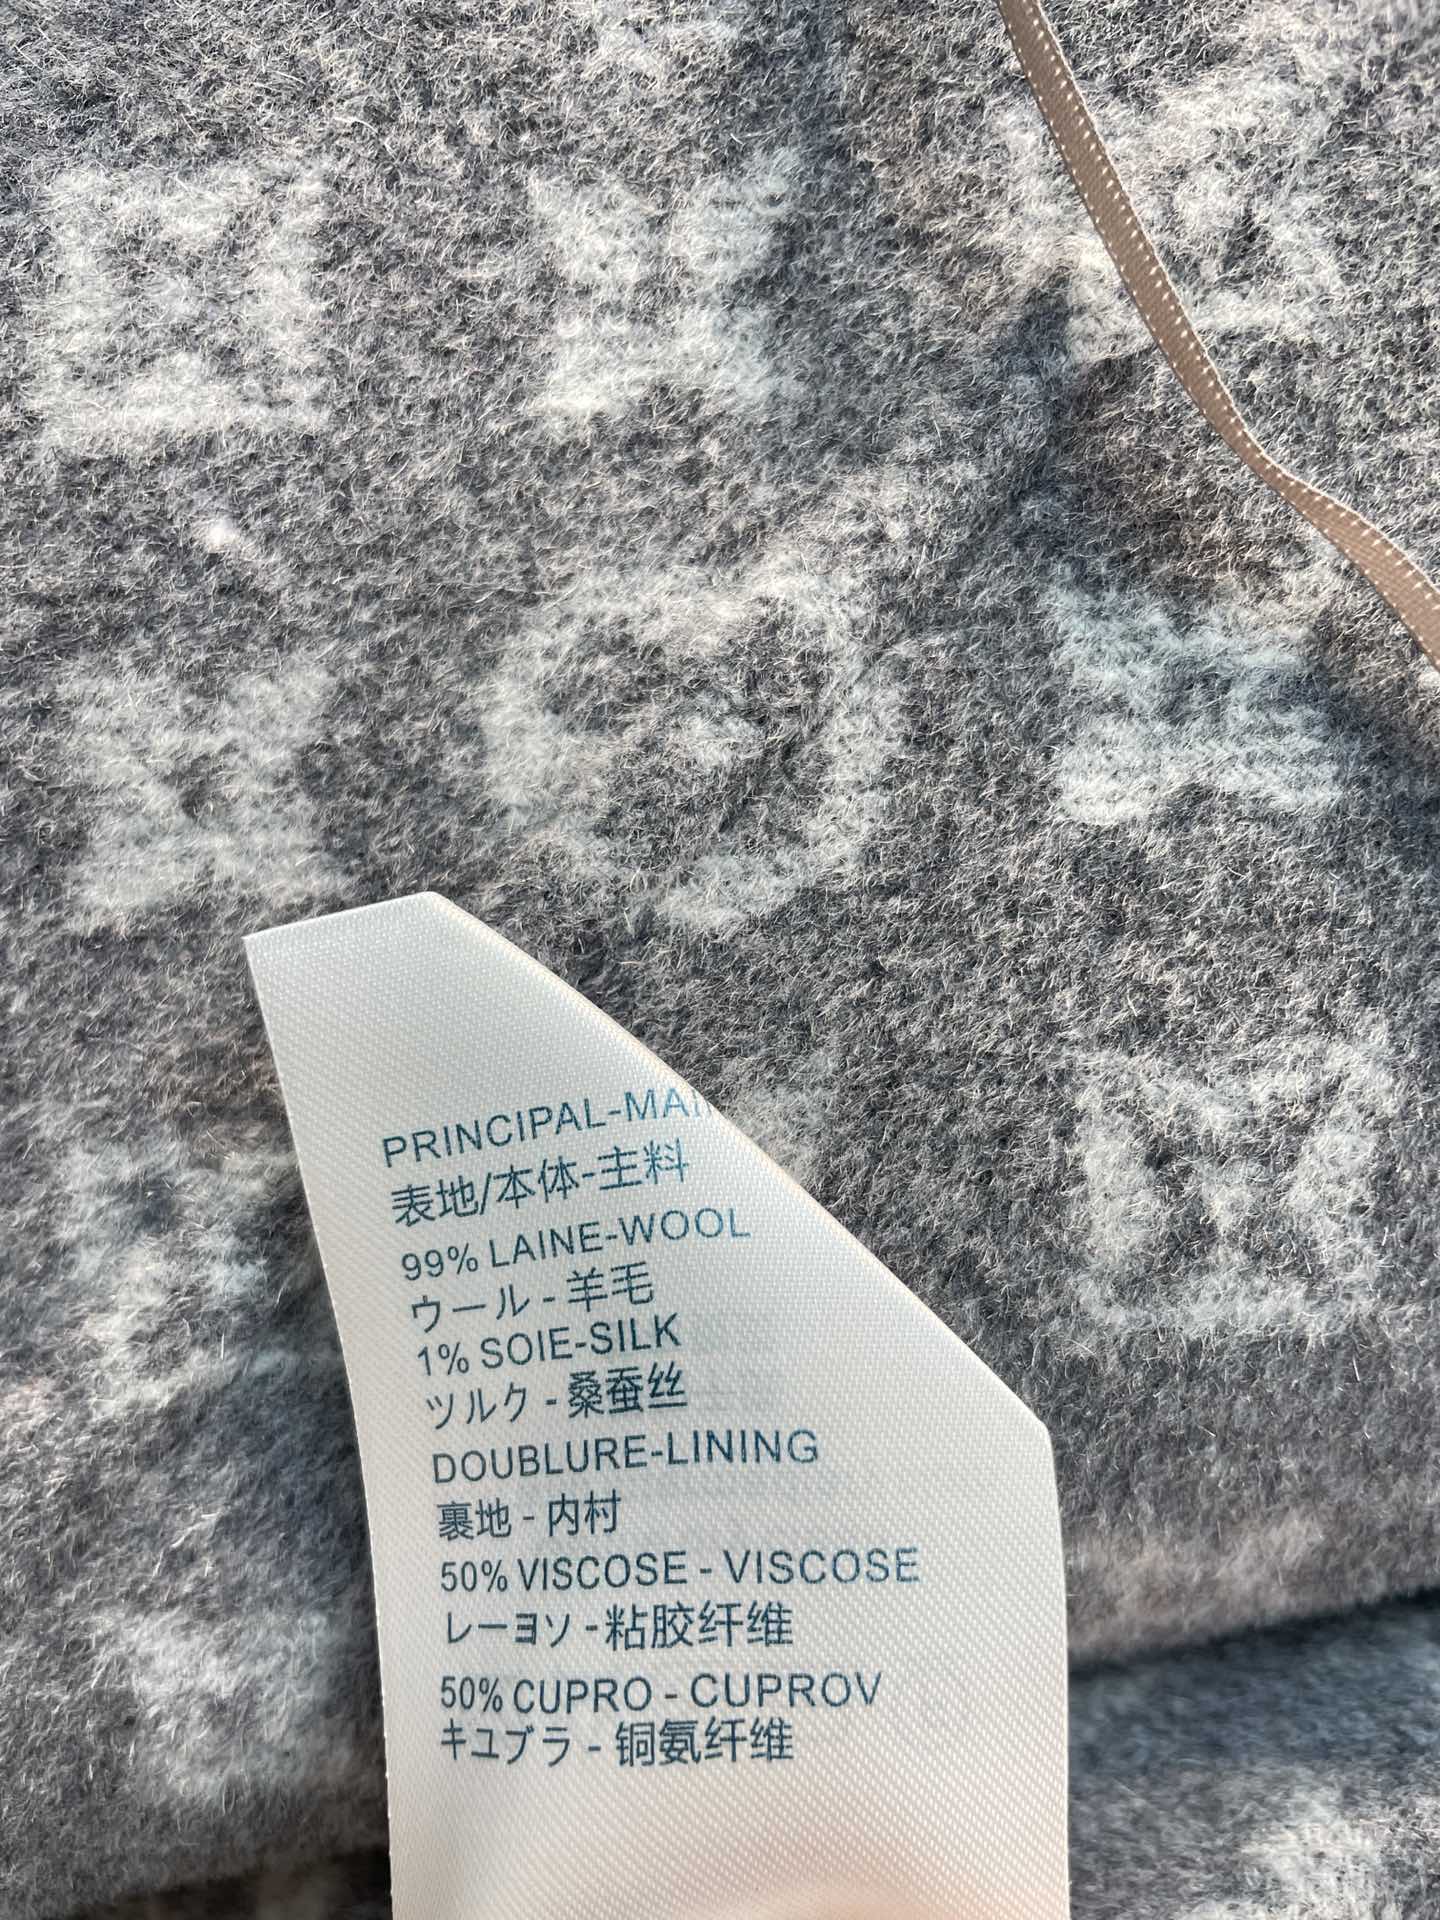 PRINCIPAL-MAI
表地/本体-主料
99% LAINE-WOOL
ウール - 羊毛
1% SOIE-SILK
ツルク - 桑蚕丝
DOUBLURE-LINING
裏地 - 内村
50% VISCOSE - VISCOSE
レーヨソ - 粘胶纤维
50% CUPRO - CUPROV
キユブラ - 铜氨纤维